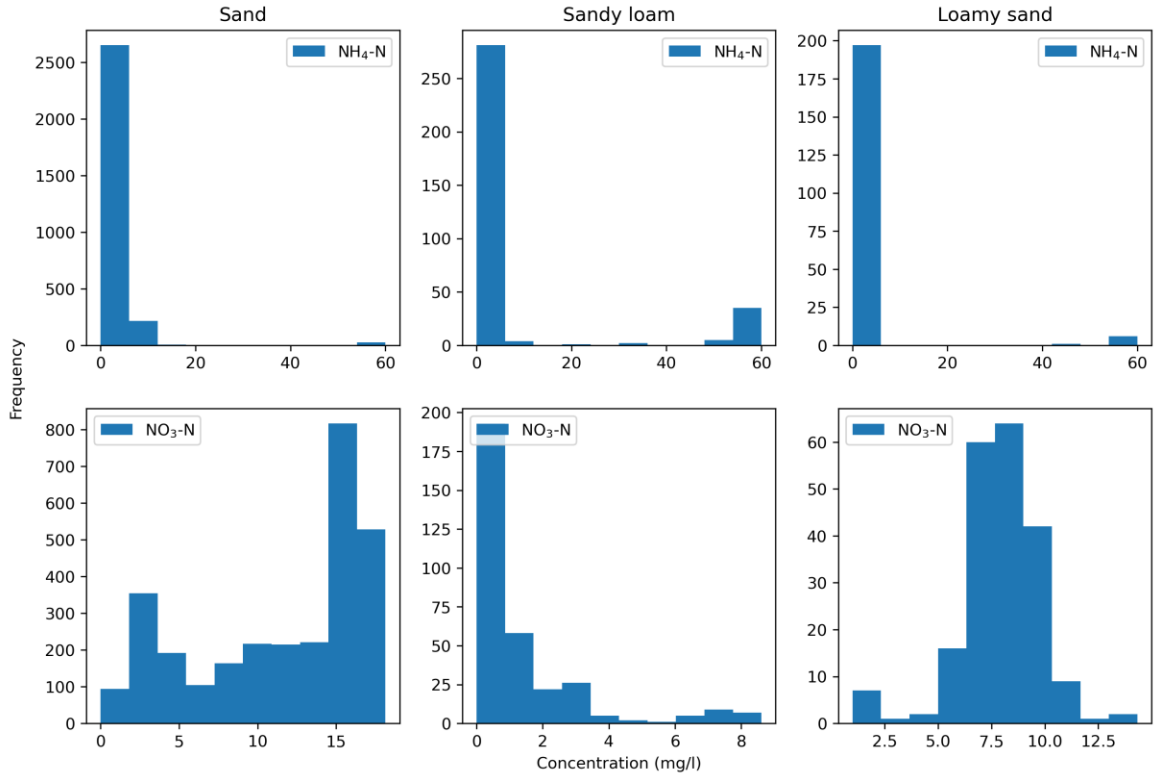 Sand
Sandy loam
Loamy sand
NH₄-N
NH₄-N
NH₄-N
2500
2000
1500
1000
500
0
250
200
150
100
50
0
200
175
150
125
100
75
50
25
0
0 20 40 60
0 20 40 60
0 20 40 60
Frequency
NO₃-N
NO₃-N
NO₃-N
800
700
600
500
400
300
200
100
0
200
175
150
125
100
75
50
25
0
60
50
40
30
20
10
0
0 5 10 15
0 2 4 6 8
2.5 5.0 7.5 10.0 12.5
Concentration (mg/l)